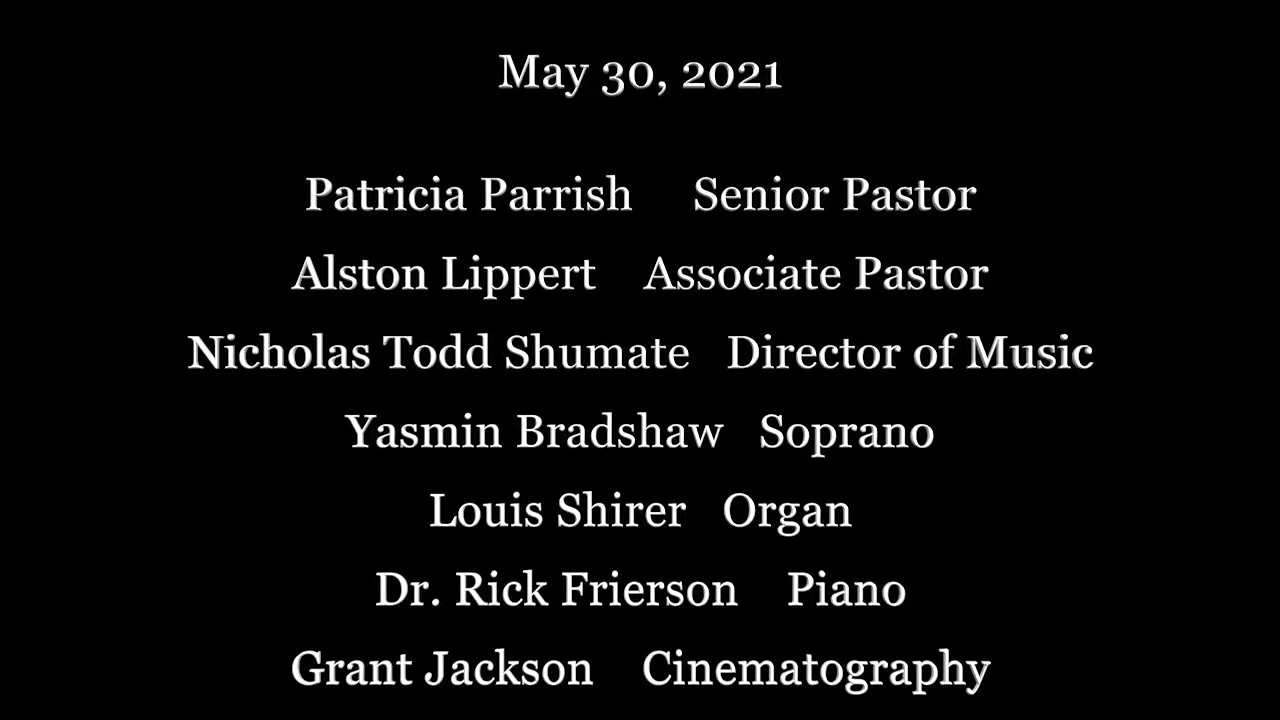 May 30, 2021
Patricia Parrish Senior Pastor
Alston Lippert Associate Pastor
Nicholas Todd Shumate Director of Music
Yasmin Bradshaw Soprano
Louis Shirer Organ
Dr. Rick Frierson Piano
Grant Jackson Cinematography